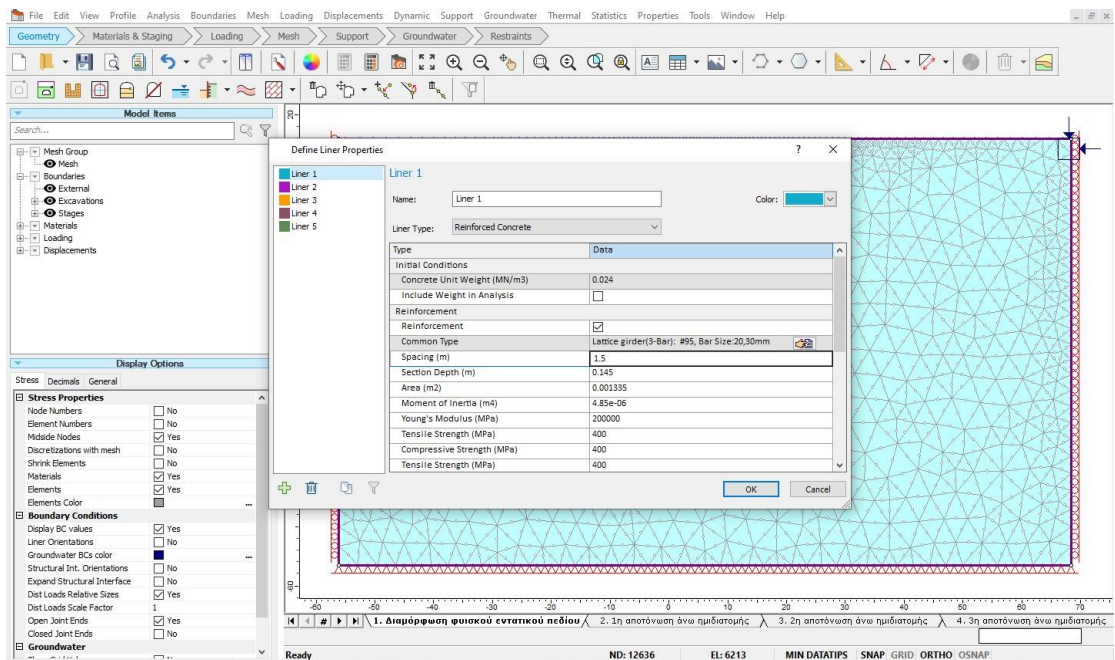 File Edit View Profile Analysis Boundaries Mesh Loading Displacements Dynamic Support Groundwater Thermal Statistics Properties Tools Window Help
Geometry Materials & Staging Loading Mesh Support Groundwater Restraints
Model Items
Search...
Mesh Group
Mesh
Boundaries
External
Excavations
Stages
Materials
Loading
Displacements
Display Options
Stress Decimals General
Stress Properties
Node Numbers No
Element Numbers No
Midside Nodes Yes
Discretizations with mesh No
Shrink Elements No
Materials Yes
Elements Yes
Elements Color ...
Boundary Conditions
Display BC values Yes
Liner Orientations No
Groundwater BCs color ...
Structural Int. Orientations No
Expand Structural Interface No
Dist Loads Relative Sizes Yes
Dist Loads Scale Factor 1
Open Joint Ends Yes
Closed Joint Ends No
Groundwater
Define Liner Properties ? ×
Liner 1
Liner 2
Liner 3
Liner 4
Liner 5
Liner 1
Name: Liner 1 Color:
Liner Type: Reinforced Concrete
Type Data
Initial Conditions
Concrete Unit Weight (MN/m3) 0.024
Include Weight in Analysis
Reinforcement
Reinforcement
Common Type Lattice girder(3-Bar): #95, Bar Size:20,30mm
Spacing (m) 1.5
Section Depth (m) 0.145
Area (m2) 0.001335
Moment of Inertia (m4) 4.85e-06
Young's Modulus (MPa) 200000
Tensile Strength (MPa) 400
Compressive Strength (MPa) 400
Tensile Strength (MPa) 400
OK Cancel
20
-60
-60 -50 -40 -30 -20 -10 0 10 20 30 40 50 60 70
# 1. Διαμόρφωση φυσικού εντατικού πεδίου 2. 1η αποτόνωση άνω ημιδιατομής 3. 2η αποτόνωση άνω ημιδιατομής 4. 3η αποτόνωση άνω ημιδιατομής
Ready ND: 12636 EL: 6213 MIN DATATIPS SNAP GRID ORTHO OSNAP